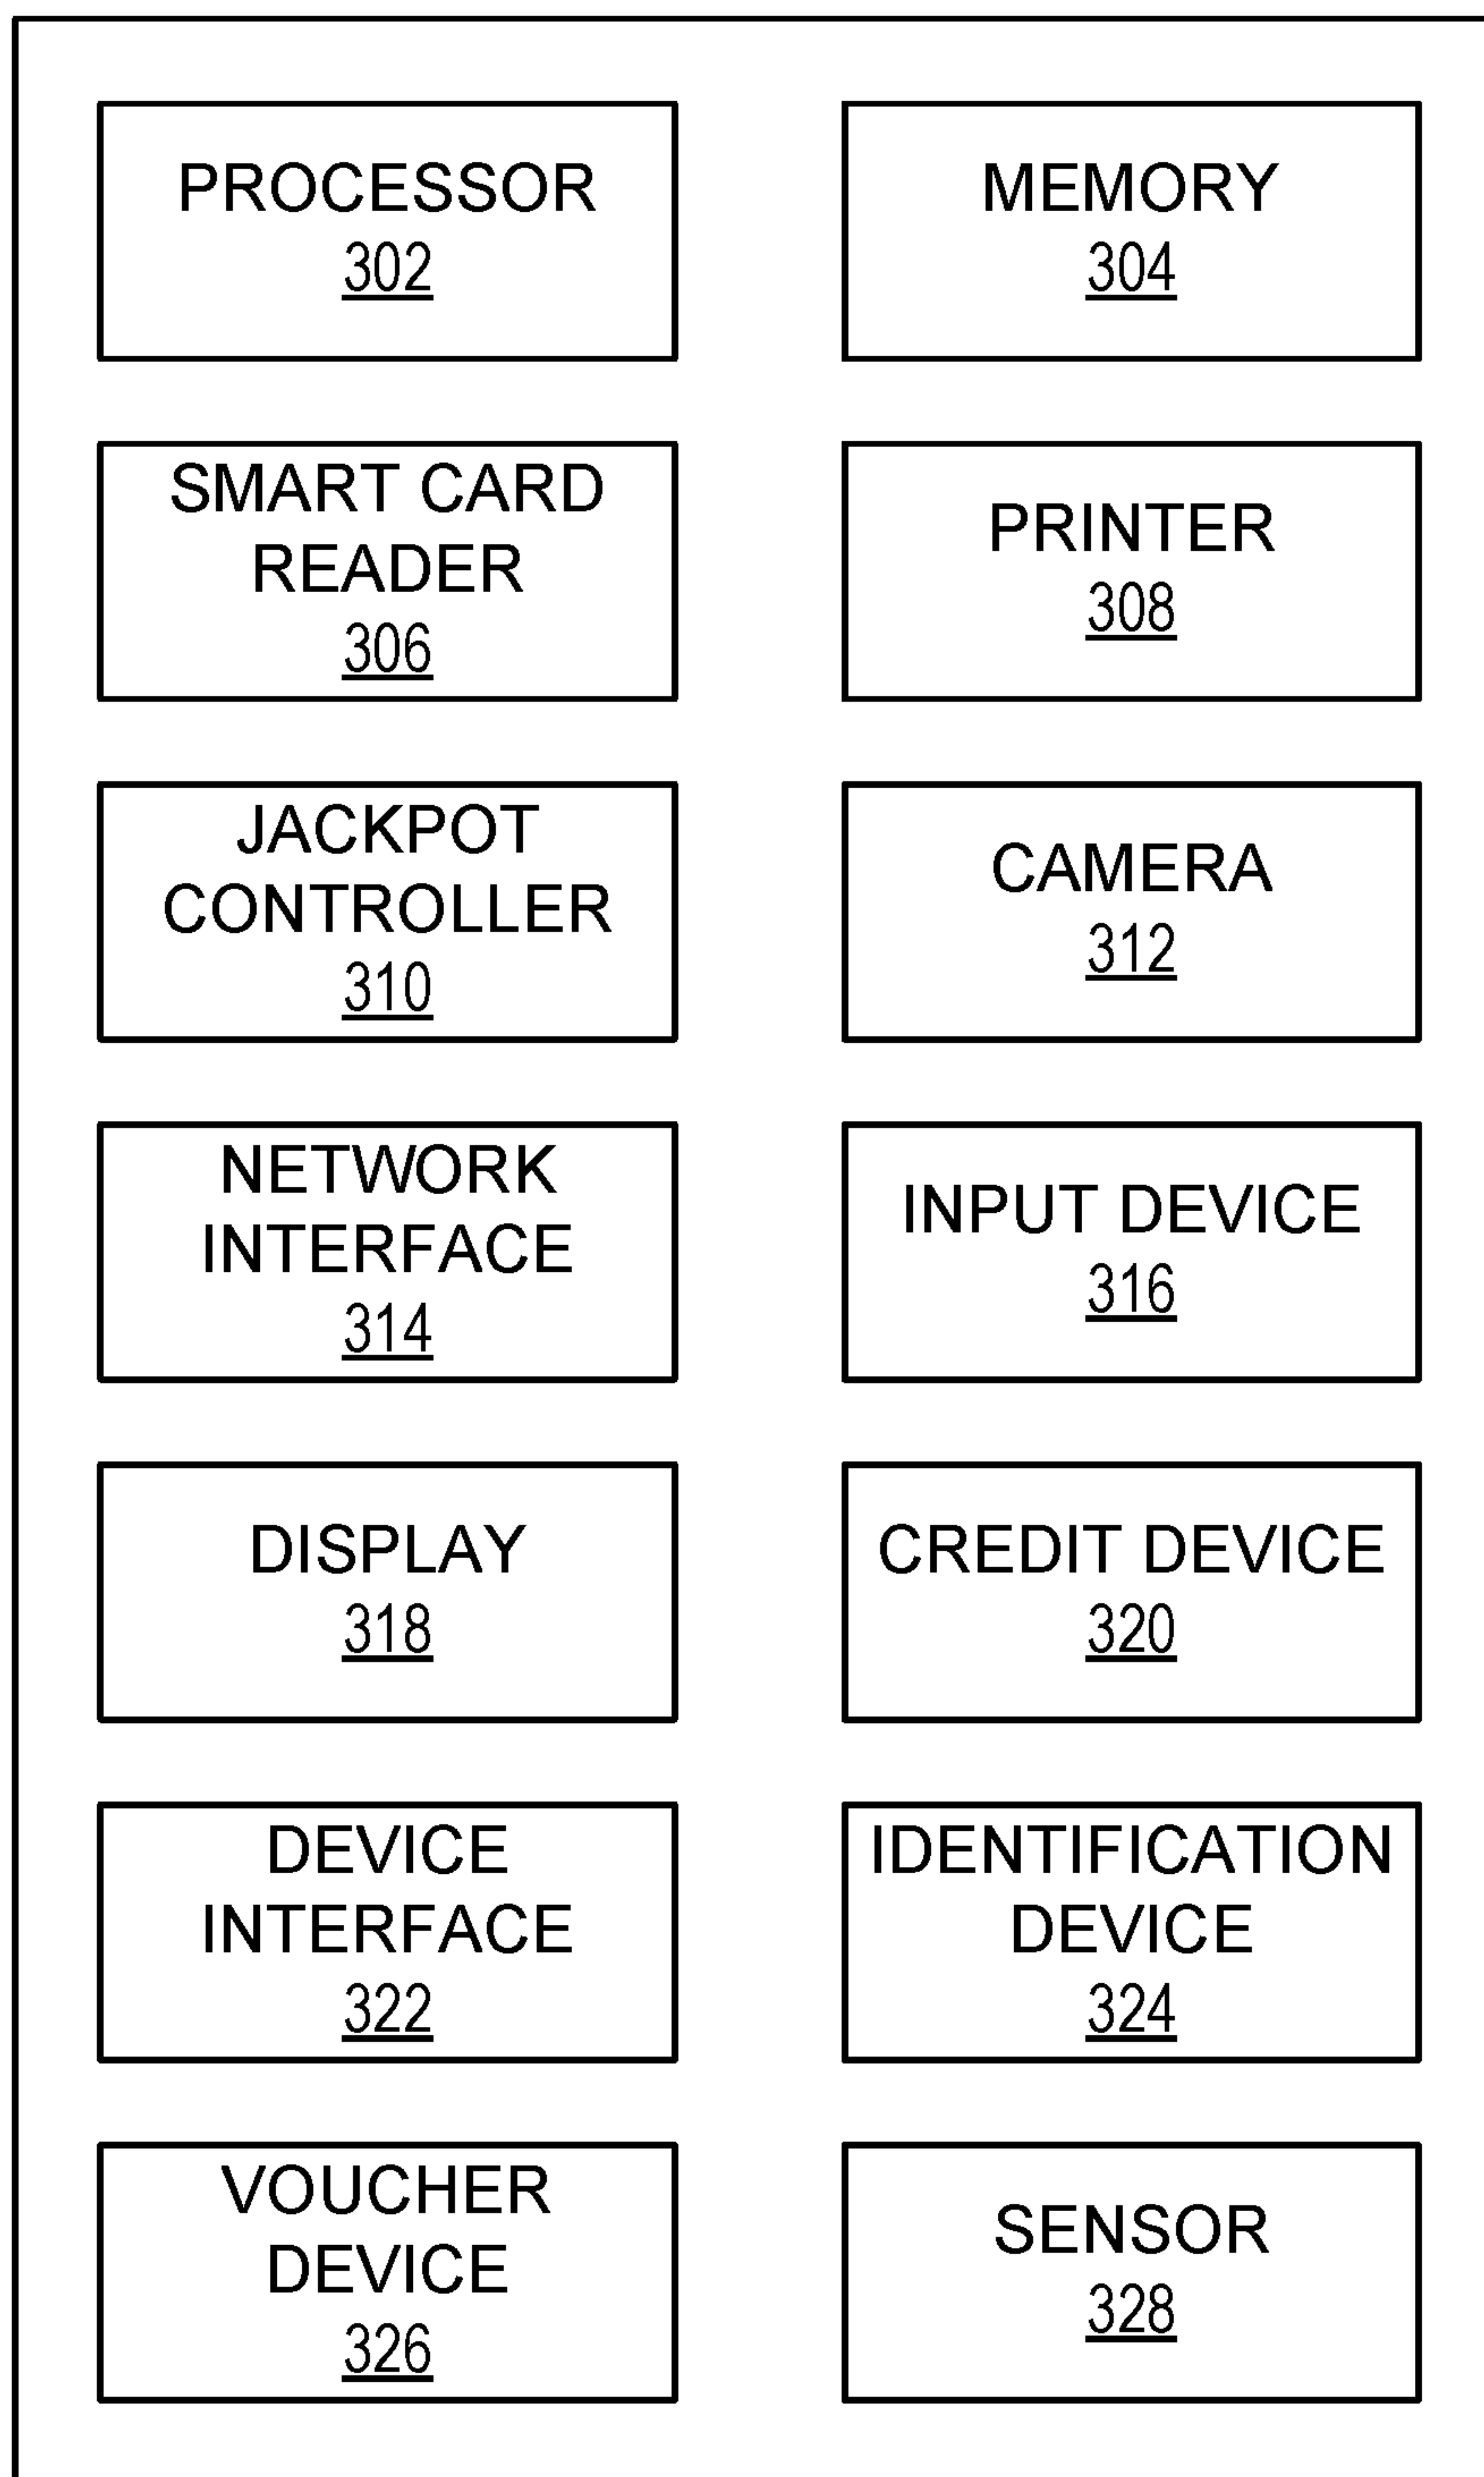 PROCESSOR
302
MEMORY
304
SMART CARD
READER
306
PRINTER
308
JACKPOT
CONTROLLER
310
CAMERA
312
NETWORK
INTERFACE
314
INPUT DEVICE
316
DISPLAY
318
CREDIT DEVICE
320
DEVICE
INTERFACE
322
IDENTIFICATION
DEVICE
324
VOUCHER
DEVICE
326
SENSOR
328